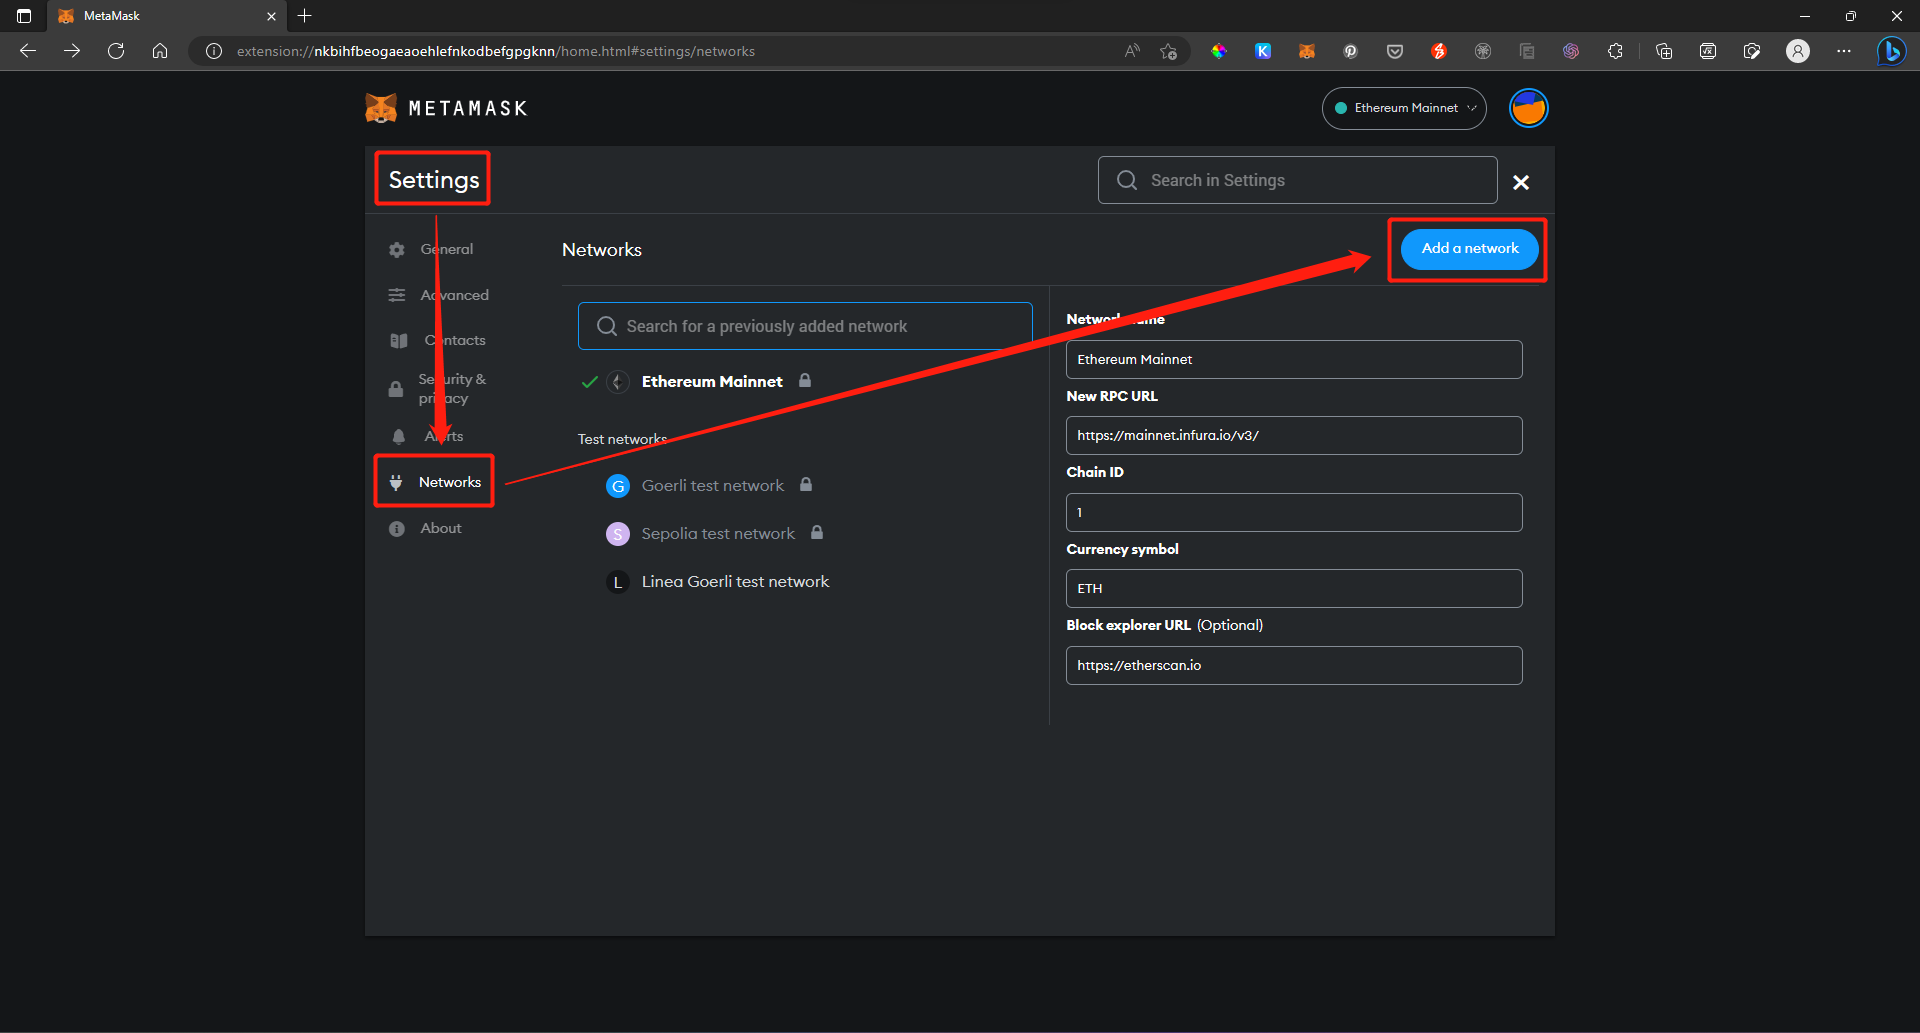 MetaMask
extension://nkbihfbeogaeaoehlefnkodbefgpgknn/home.html#settings/networks
METAMASK
Ethereum Mainnet
Settings
Search in Settings
General
Advanced
Contacts
Security &
privacy
Alerts
Networks
About
Networks
Add a network
Search for a previously added network
Ethereum Mainnet
Test networks
G Goerli test network
S Sepolia test network
L Linea Goerli test network
Network name
Ethereum Mainnet
New RPC URL
https://mainnet.infura.io/v3/
Chain ID
1
Currency symbol
ETH
Block explorer URL (Optional)
https://etherscan.io